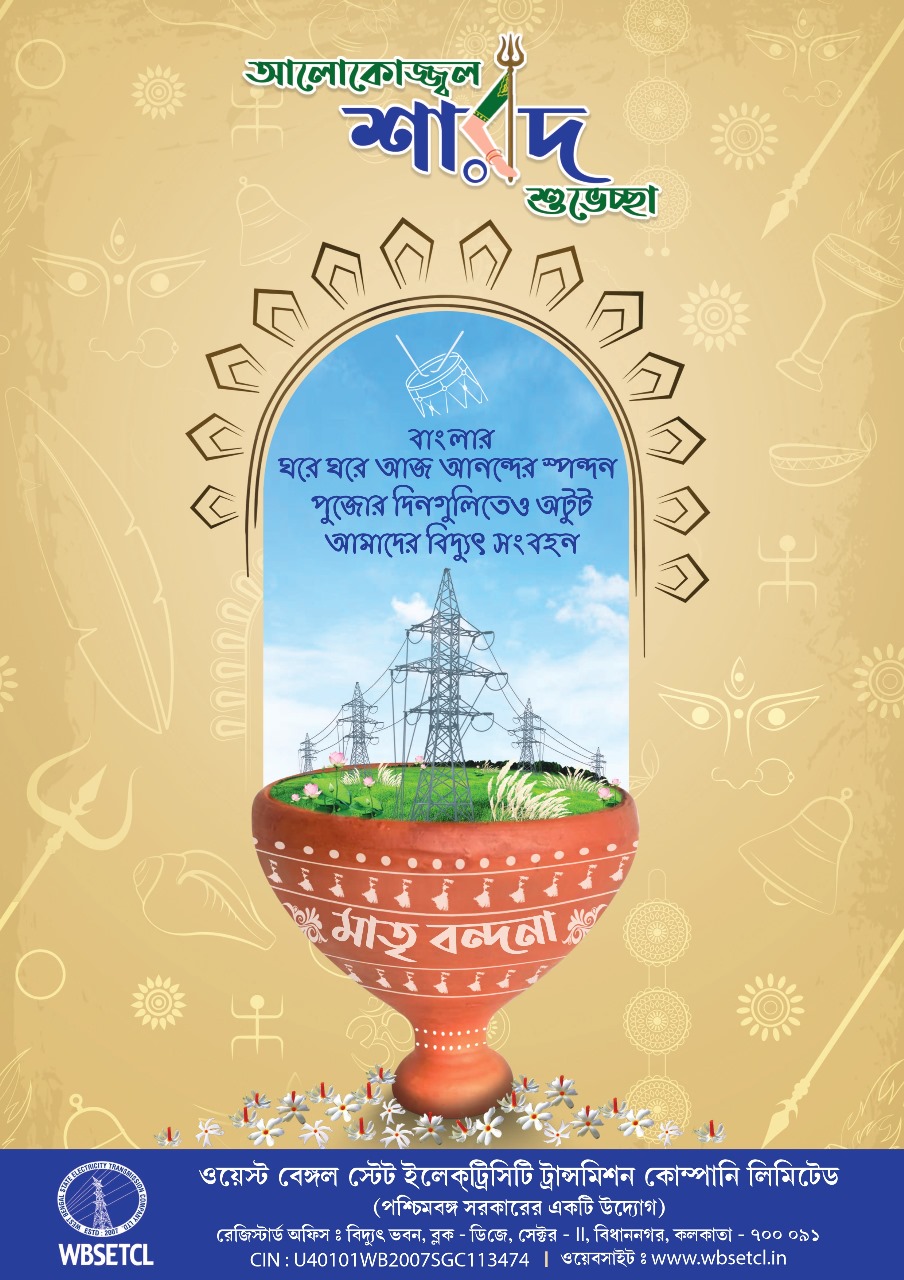 আলোকোজ্জ্বল
শারদ
শুভেচ্ছা
বাংলার
ঘরে ঘরে আজ আনন্দের স্পন্দন
পুজোর দিনগুলিতেও অটুট
আমাদের বিদ্যুৎ সংবহন
মাতৃ বন্দনা
ওয়েস্ট বেঙ্গল স্টেট ইলেক্ট্রিসিটি ট্রান্সমিশন কোম্পানি লিমিটেড
(পশ্চিমবঙ্গ সরকারের একটি উদ্যোগ)
রেজিস্টার্ড অফিস ঃ বিদ্যুৎ ভবন, ব্লক - ডিজে, সেক্টর - II, বিধাননগর, কলকাতা - ৭০০ ০৯১
CIN : U40101WB2007SGC113474 | ওয়েবসাইট ঃ www.wbsetcl.in
WEST BENGAL STATE ELECTRICITY TRANSMISSION COMPANY LTD
ESTD : 2007
WBSETCL